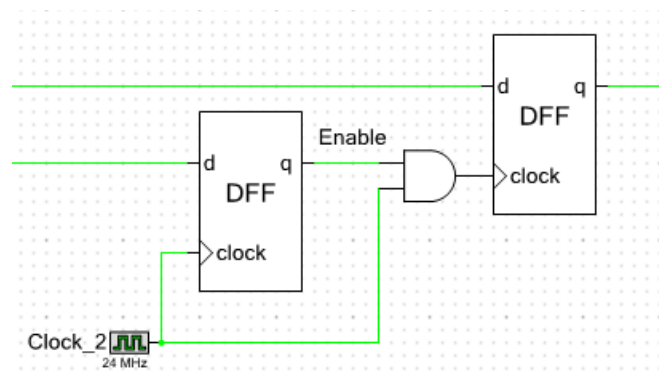 d q
DFF
clock
Enable
d q
DFF
clock
Clock_2
24 MHz